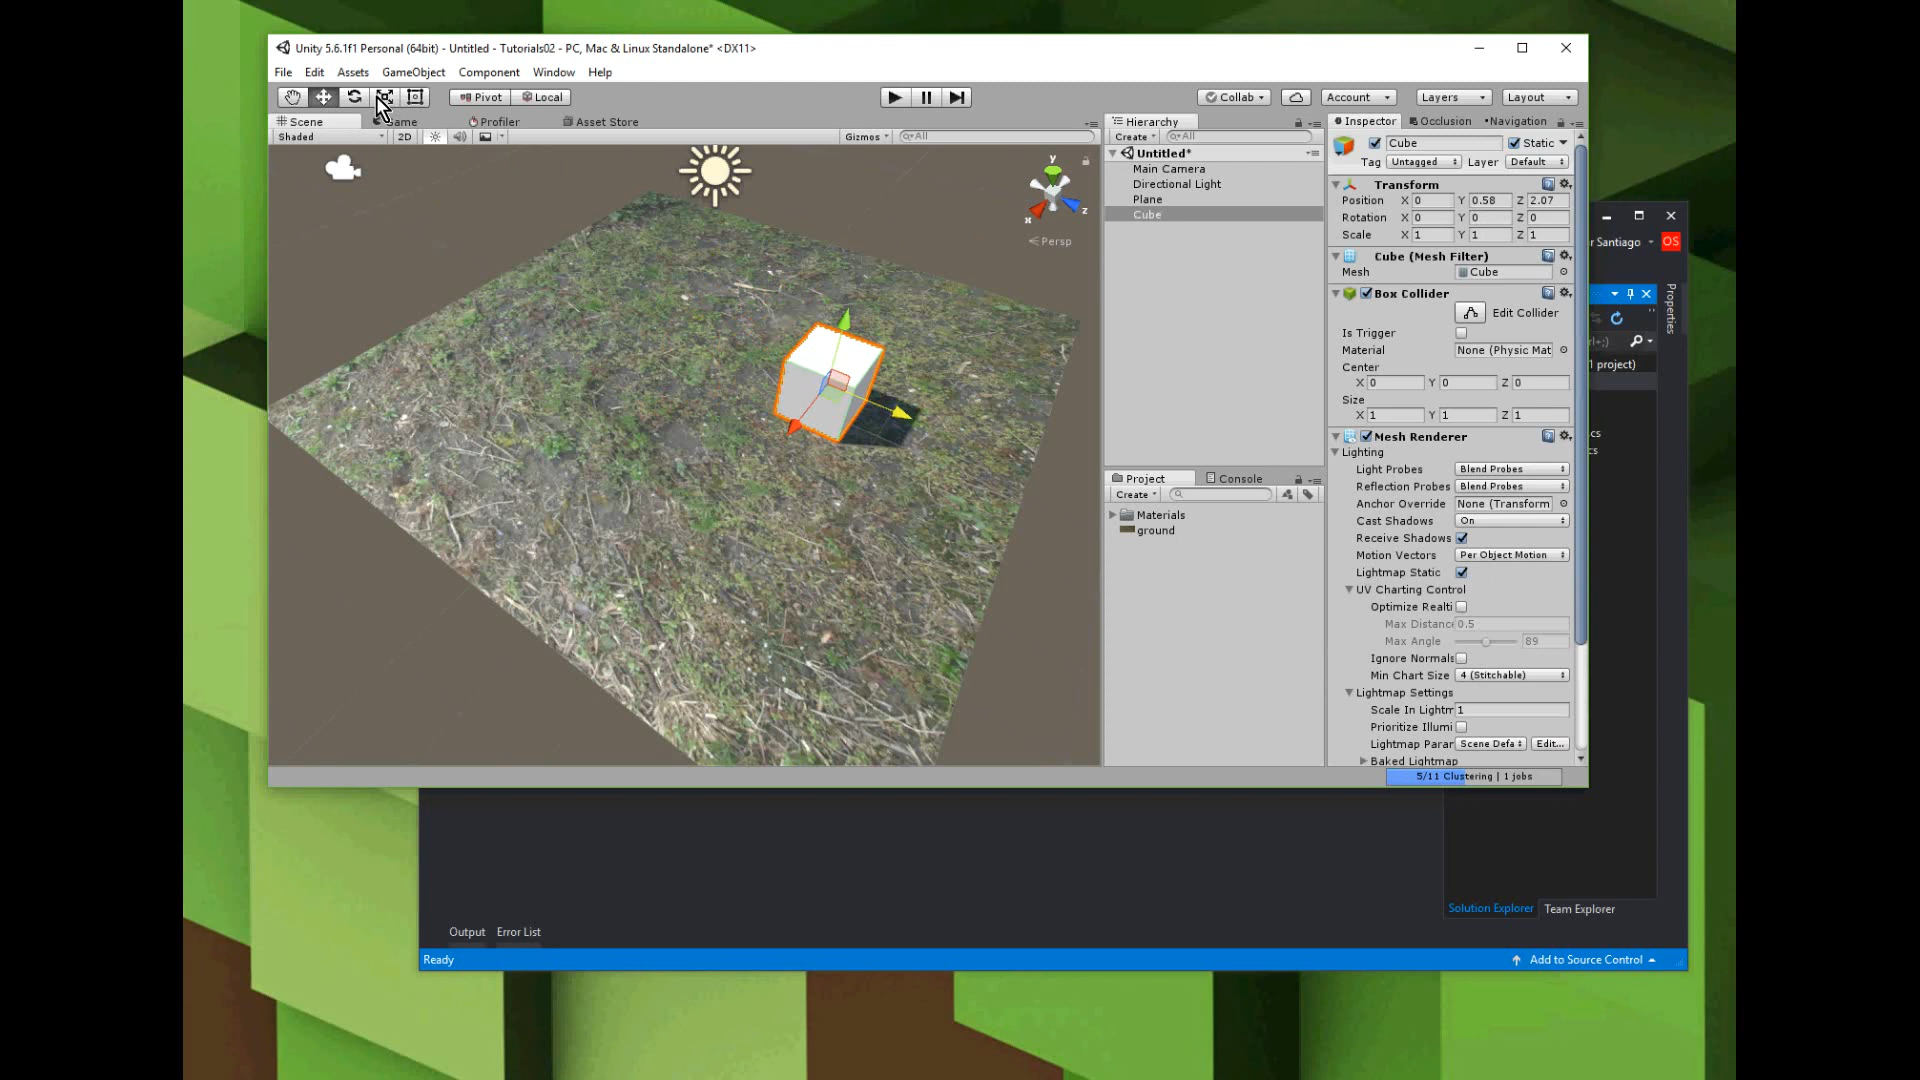 Unity 5.6.1f1 Personal (64bit) - Untitled - Tutorials02 - PC, Mac & Linux Standalone* <DX11>
File Edit Assets GameObject Component Window Help
Pivot Local Collab Account Layers Layout
Scene Game Profiler Asset Store
Shaded 2D Gizmos All
y
x z
Persp
Hierarchy
Create All
Untitled*
Main Camera
Directional Light
Plane
Cube
Project Console
Create
Materials
ground
Inspector Occlusion Navigation
Cube Static
Tag Untagged Layer Default
Transform
Position X 0 Y 0.58 Z 2.07
Rotation X 0 Y 0 Z 0
Scale X 1 Y 1 Z 1
Cube (Mesh Filter)
Mesh Cube
Box Collider
Edit Collider
Is Trigger
Material None (Physic Mat
Center
X 0 Y 0 Z 0
Size
X 1 Y 1 Z 1
Mesh Renderer
Lighting
Light Probes Blend Probes
Reflection Probes Blend Probes
Anchor Override None (Transform
Cast Shadows On
Receive Shadows
Motion Vectors Per Object Motion
Lightmap Static
UV Charting Control
Optimize Realti
Max Distanc 0.5
Max Angle 89
Ignore Normals
Min Chart Size 4 (Stitchable)
Lightmap Settings
Scale In Lightm 1
Prioritize Illumi
Lightmap Parar Scene Defa Edit...
Baked Lightmap
5/11 Clustering | 1 jobs
r Santiago OS
Properties
rl+;)
1 project)
cs
cs
Solution Explorer Team Explorer
Output Error List
Ready Add to Source Control